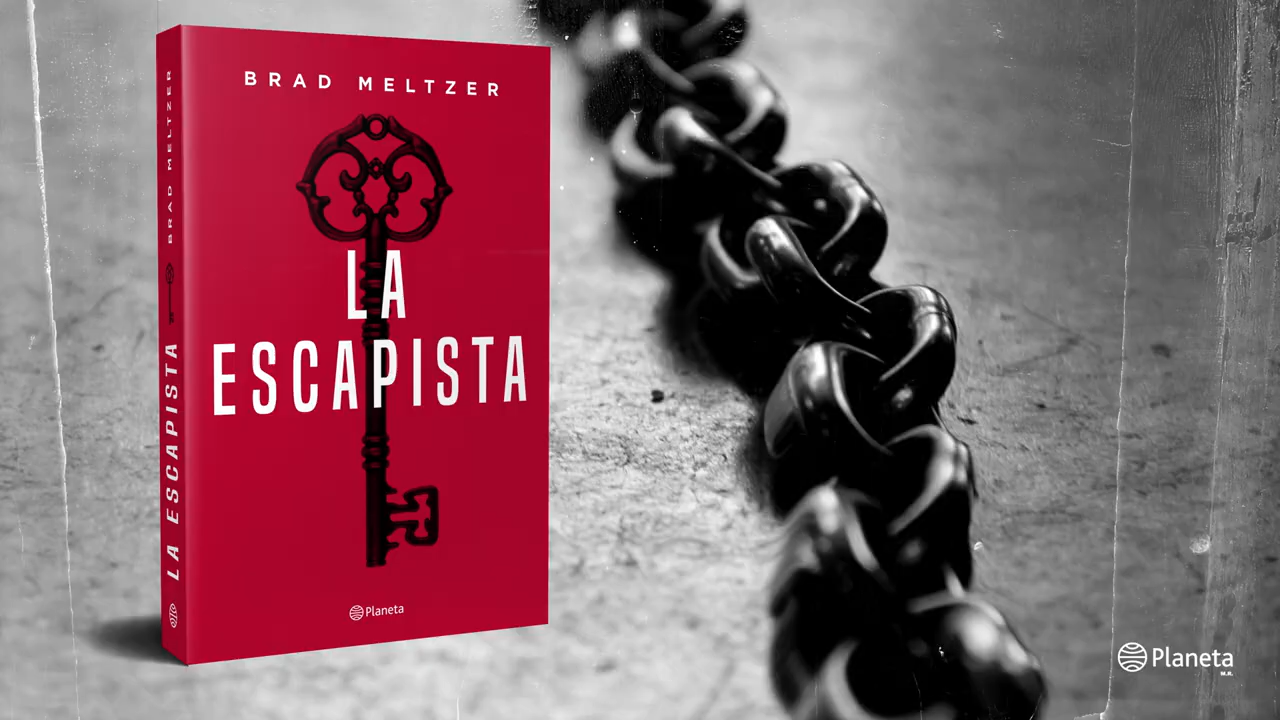 BRAD MELTZER
LA
ESCAPISTA
Planeta
BRAD MELTZER
LA ESCAPISTA
Planeta
M.R.